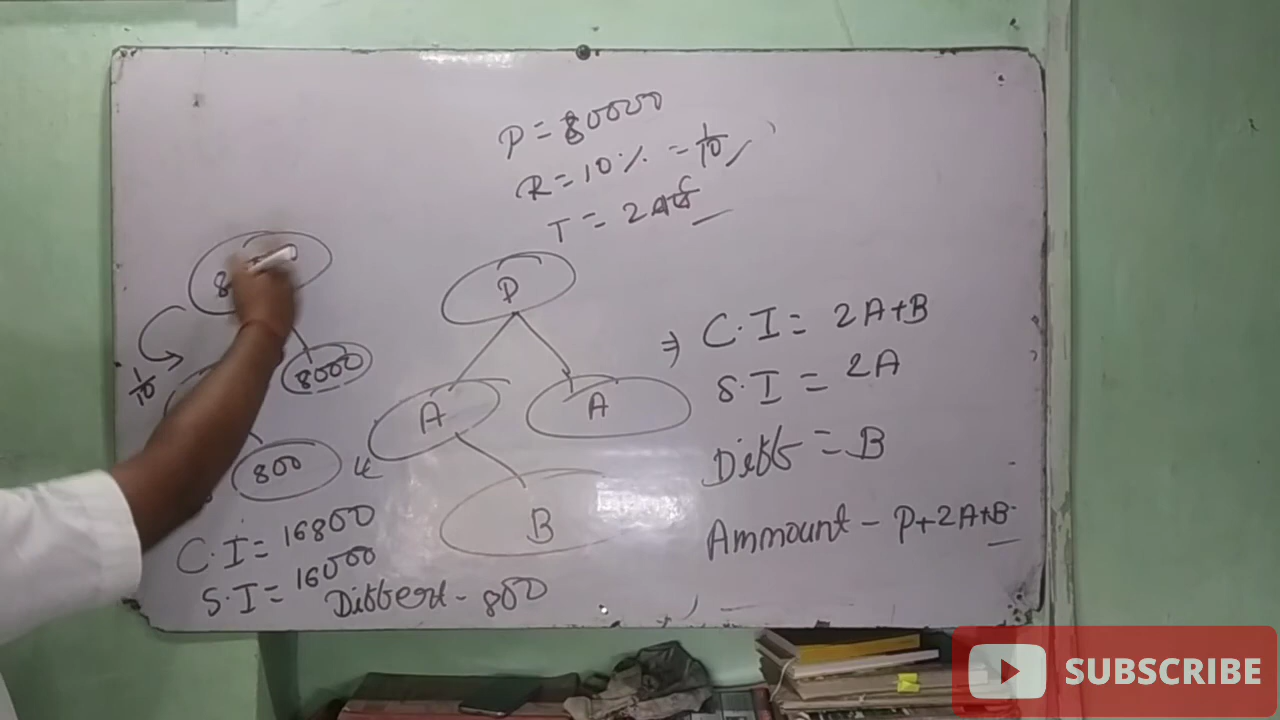 P = 80000
R = 10% = 1/10
T = 2
8000
1/10
800
P
A
A
B
⇒ C.I = 2A+B
S.I = 2A
Diff = B
Ammount - P+2A+B
C.I = 16800
S.I = 16000
Differt - 800
SUBSCRIBE